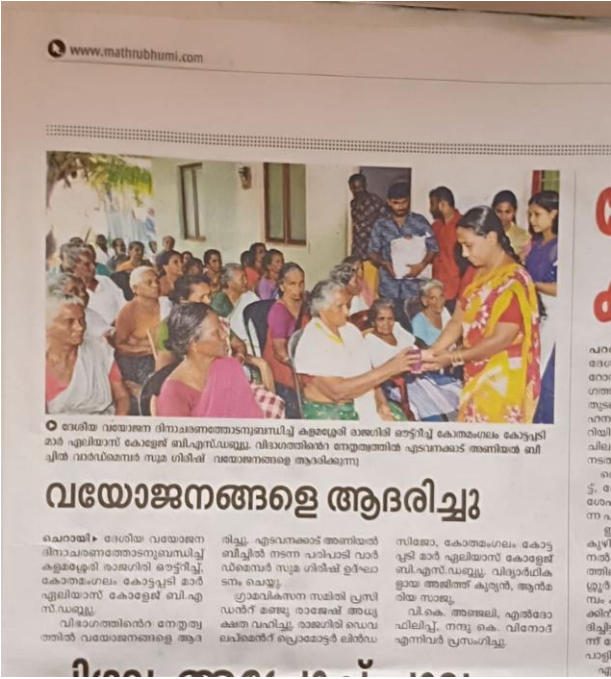 www.mathrubhumi.com
ദേശീയ വയോജന ദിനാചരണത്തോടനുബന്ധിച്ച് കളമശ്ശേരി രാജഗിരി ഔട്ട്റീച്ച് കോതമംഗലം കോട്ടപ്പടി
മാർ ഏലിയാസ് കോളേജ് ബി.എസ്.ഡബ്ല്യു. വിഭാഗത്തിന്റെ നേതൃത്വത്തിൽ എടവനക്കാട് അണിയൽ ബീ
ച്ചിൽ വാർഡ്മെമ്പർ സുമ ഗിരീഷ് വയോജനങ്ങളെ ആദരിക്കുന്നു
വയോജനങ്ങളെ ആദരിച്ചു
ചെറായി ▸ ദേശീയ വയോജന
ദിനാചരണത്തോടനുബന്ധിച്ച്
കളമശ്ശേരി രാജഗിരി ഔട്ട്റീച്ച്,
കോതമംഗലം കോട്ടപ്പടി മാർ
ഏലിയാസ് കോളേജ് ബി.എ
സ്.ഡബ്ല്യു.
വിഭാഗത്തിന്റെ നേതൃത്വ
ത്തിൽ വയോജനങ്ങളെ ആദ
രിച്ചു. എടവനക്കാട് അണിയൽ
ബീച്ചിൽ നടന്ന പരിപാടി വാർ
ഡ്മെമ്പർ സുമ ഗിരീഷ് ഉദ്ഘാ
ടനം ചെയ്തു.
ഗ്രാമവികസന സമിതി പ്രസി
ഡന്റ് മഞ്ജു രാജേഷ് അധ്യ
ക്ഷത വഹിച്ചു. രാജഗിരി ഡെവ
ലപ്മെന്റ് പ്രൊമോട്ടർ ലിൻഡ
സിജോ, കോതമംഗലം കോട്ട
പ്പടി മാർ ഏലിയാസ് കോളേജ്
ബി.എസ്.ഡബ്ല്യു. വിദ്യാർഥിക
ളായ അജിത്ത് കുര്യൻ, ആൻമ
രിയ സാജു,
വി.കെ. അഞ്ജലി, എൽദോ
ഫിലിപ്പ്, നന്ദു കെ. വിനോദ്
എന്നിവർ പ്രസംഗിച്ചു.